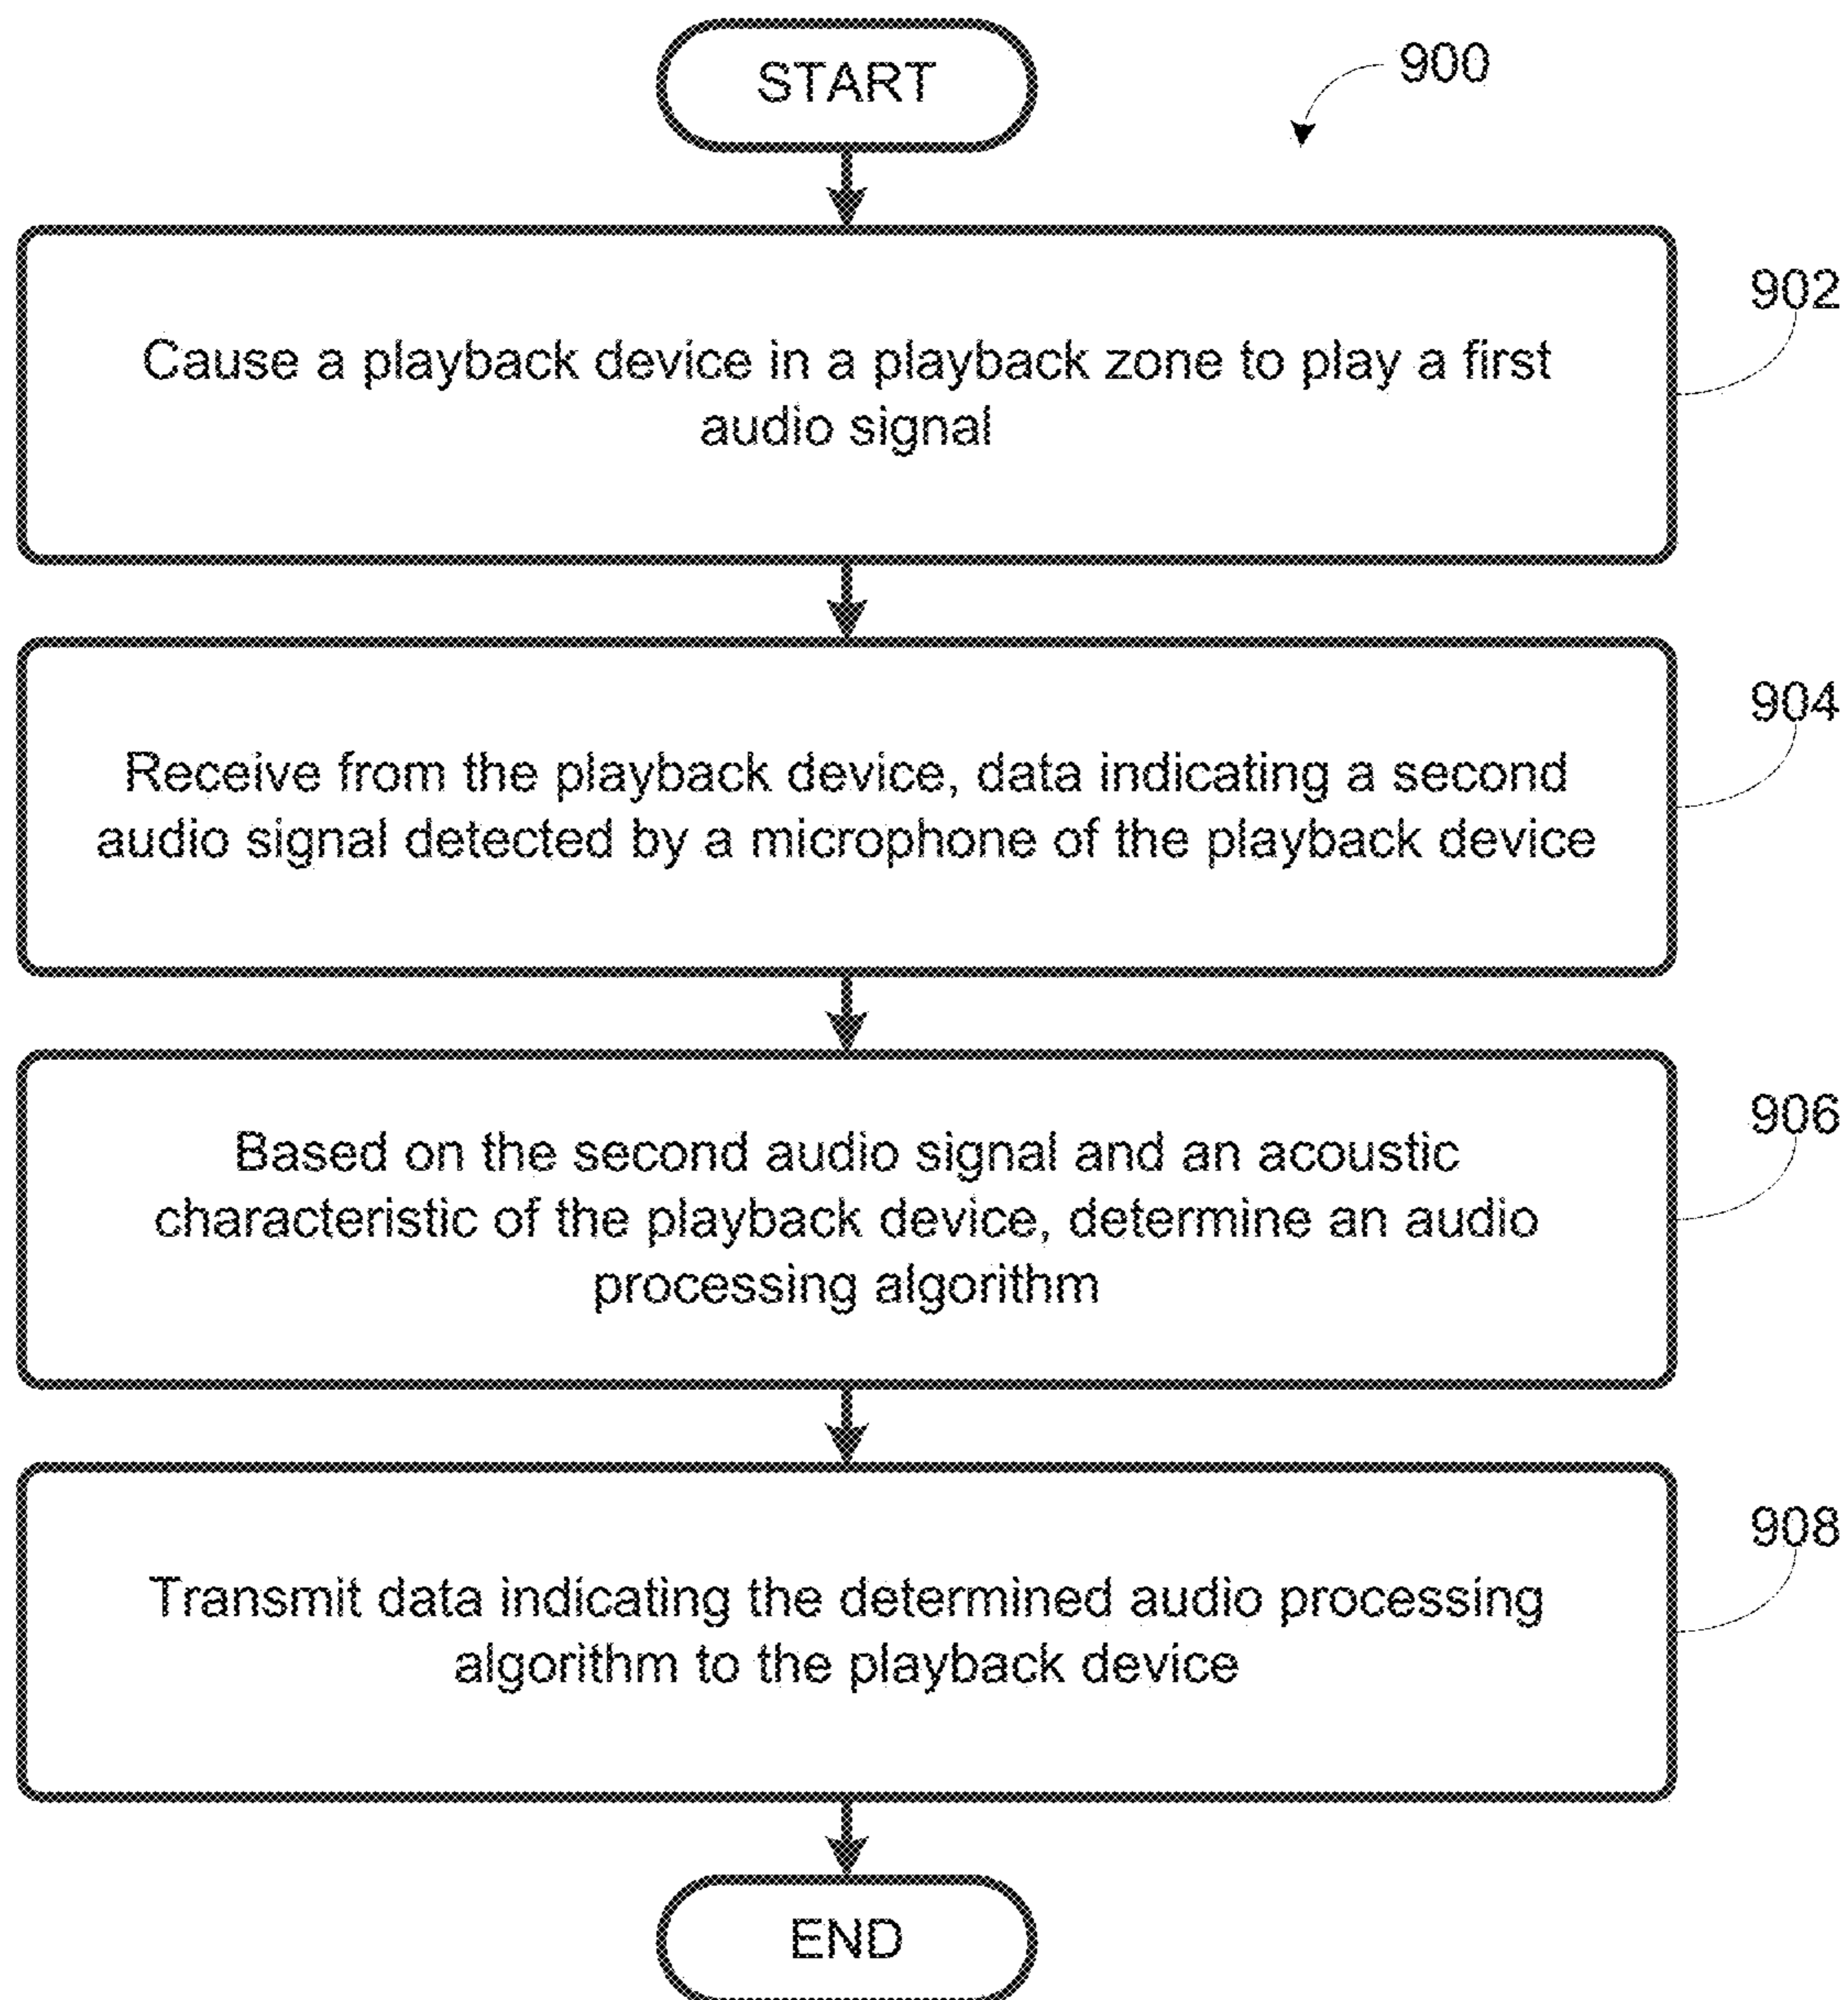 START
900
902
Cause a playback device in a playback zone to play a first
audio signal
904
Receive from the playback device, data indicating a second
audio signal detected by a microphone of the playback device
906
Based on the second audio signal and an acoustic
characteristic of the playback device, determine an audio
processing algorithm
908
Transmit data indicating the determined audio processing
algorithm to the playback device
END